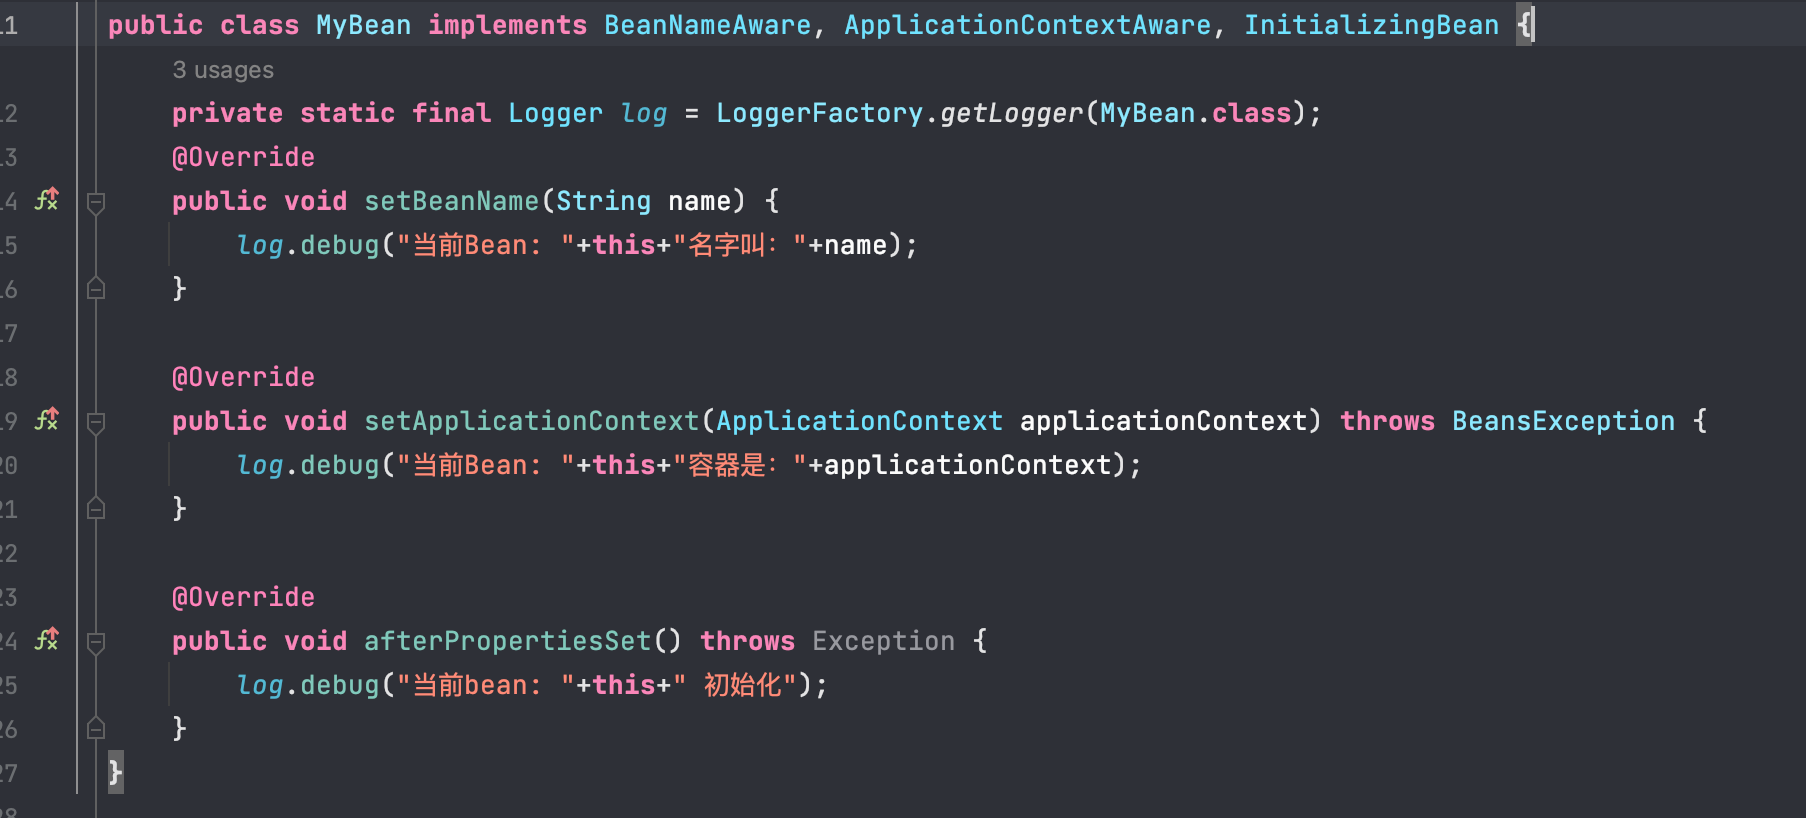 11 public class MyBean implements BeanNameAware, ApplicationContextAware, InitializingBean {
3 usages
12 private static final Logger log = LoggerFactory.getLogger(MyBean.class);
13 @Override
14 public void setBeanName(String name) {
15 log.debug("当前Bean: "+this+"名字叫: "+name);
16 }
17
18 @Override
19 public void setApplicationContext(ApplicationContext applicationContext) throws BeansException {
20 log.debug("当前Bean: "+this+"容器是: "+applicationContext);
21 }
22
23 @Override
24 public void afterPropertiesSet() throws Exception {
25 log.debug("当前bean: "+this+" 初始化");
26 }
27 }
28